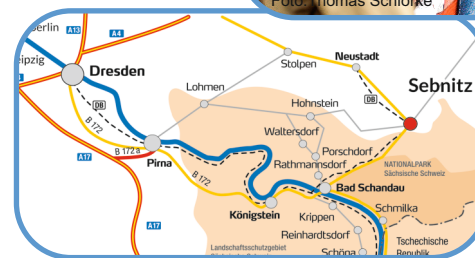 Foto: Thomas Schlorke
Berlin
A13
A4
Leipzig
Dresden
Stolpen
Neustadt
Sebnitz
DB
Lohmen
DB
Hohnstein
B 172
Waltersdorf
B 172a
Porschdorf
A17
Pirna
Rathmannsdorf
NATIONALPARK
Sächsische Schweiz
B 172
Bad Schandau
Königstein
Krippen
Schmilka
A17
Reinhardtsdorf
Landschaftsschutzgebiet
Schöna
Tschechische
Republik